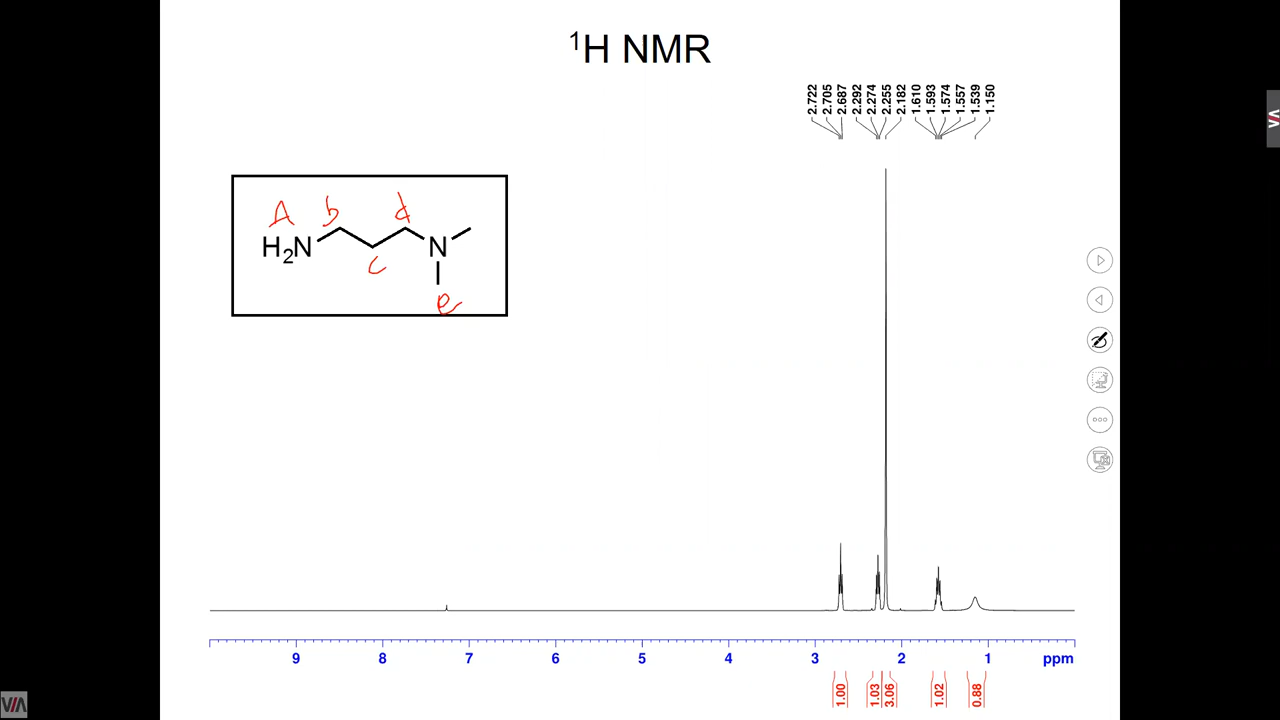 ¹H NMR
2.722
2.705
2.687
2.292
2.274
2.255
2.182
1.610
1.593
1.574
1.557
1.539
1.150
A b d
H₂N N
c
e
9 8 7 6 5 4 3 2 1 ppm
1.00
1.03
3.06
1.02
0.88
VIA
VIA